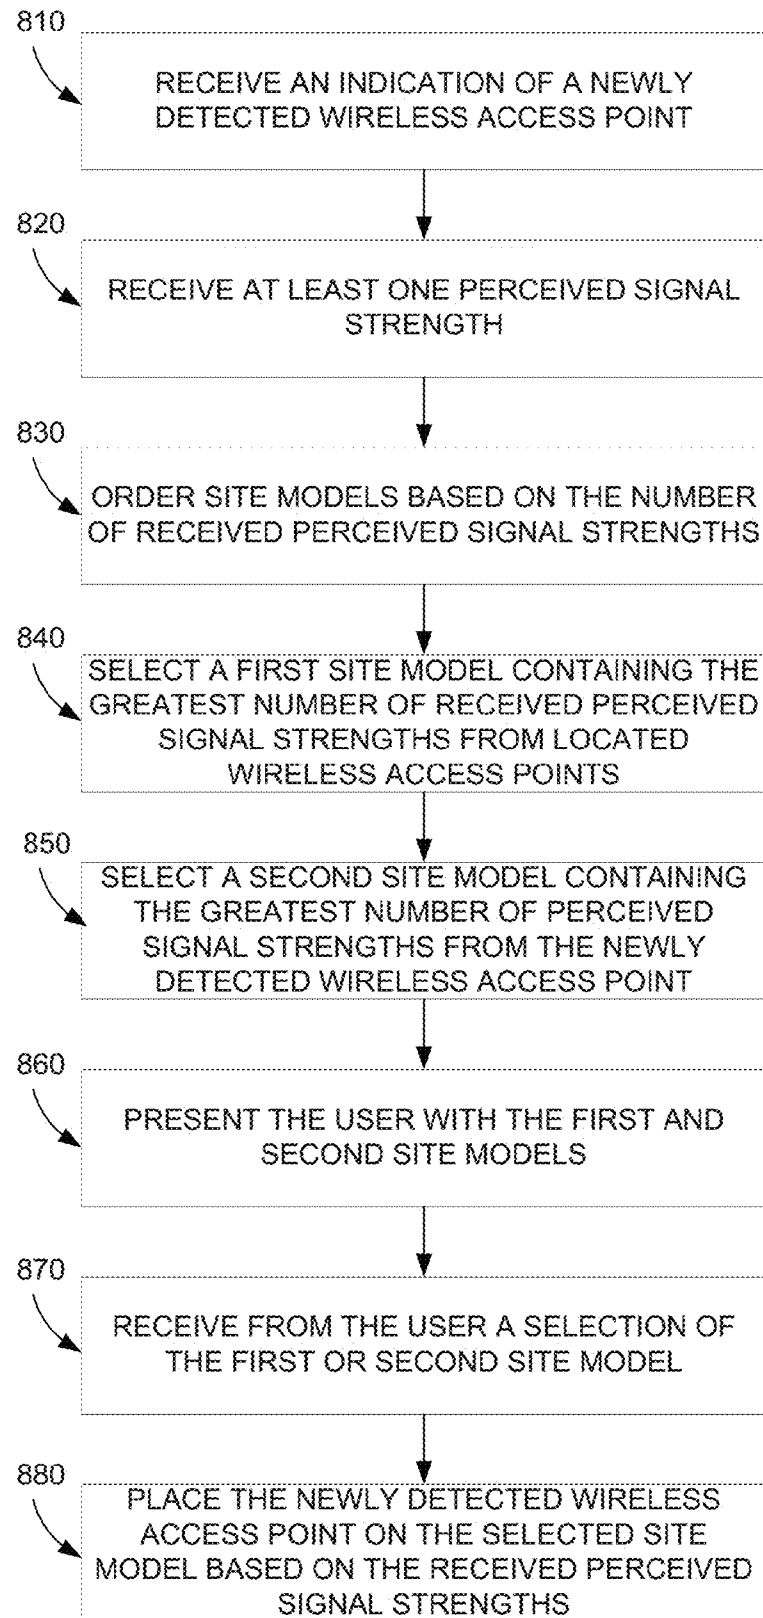 810
RECEIVE AN INDICATION OF A NEWLY
DETECTED WIRELESS ACCESS POINT
820
RECEIVE AT LEAST ONE PERCEIVED SIGNAL
STRENGTH
830
ORDER SITE MODELS BASED ON THE NUMBER
OF RECEIVED PERCEIVED SIGNAL STRENGTHS
840
SELECT A FIRST SITE MODEL CONTAINING THE
GREATEST NUMBER OF RECEIVED PERCEIVED
SIGNAL STRENGTHS FROM LOCATED
WIRELESS ACCESS POINTS
850
SELECT A SECOND SITE MODEL CONTAINING
THE GREATEST NUMBER OF PERCEIVED
SIGNAL STRENGTHS FROM THE NEWLY
DETECTED WIRELESS ACCESS POINT
860
PRESENT THE USER WITH THE FIRST AND
SECOND SITE MODELS
870
RECEIVE FROM THE USER A SELECTION OF
THE FIRST OR SECOND SITE MODEL
880
PLACE THE NEWLY DETECTED WIRELESS
ACCESS POINT ON THE SELECTED SITE
MODEL BASED ON THE RECEIVED PERCEIVED
SIGNAL STRENGTHS